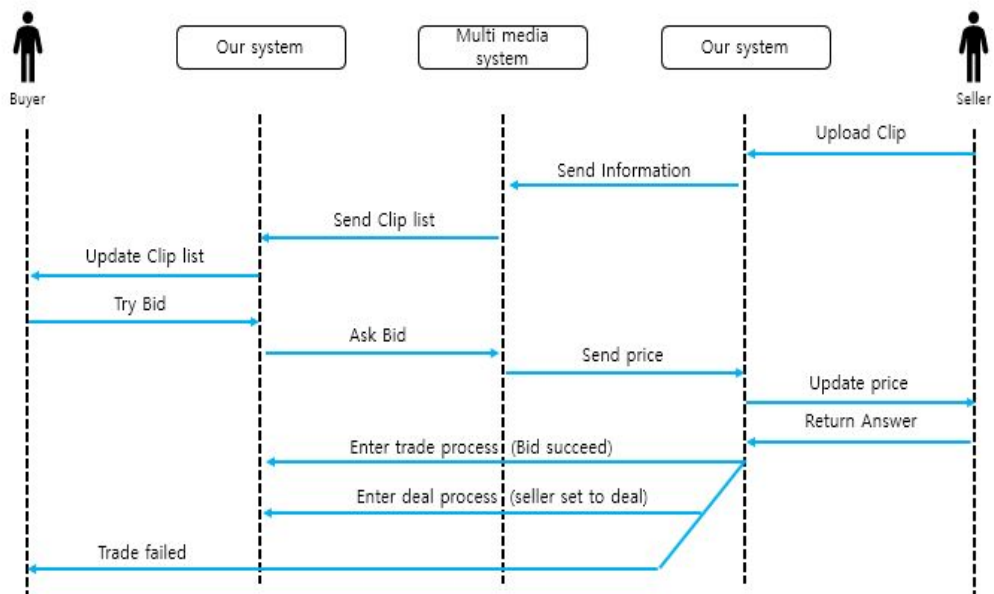 Our system
Multi media
system
Our system
Buyer
Seller
Upload Clip
Send Information
Send Clip list
Update Clip list
Try Bid
Ask Bid
Send price
Update price
Return Answer
Enter trade process (Bid succeed)
Enter deal process (seller set to deal)
Trade failed